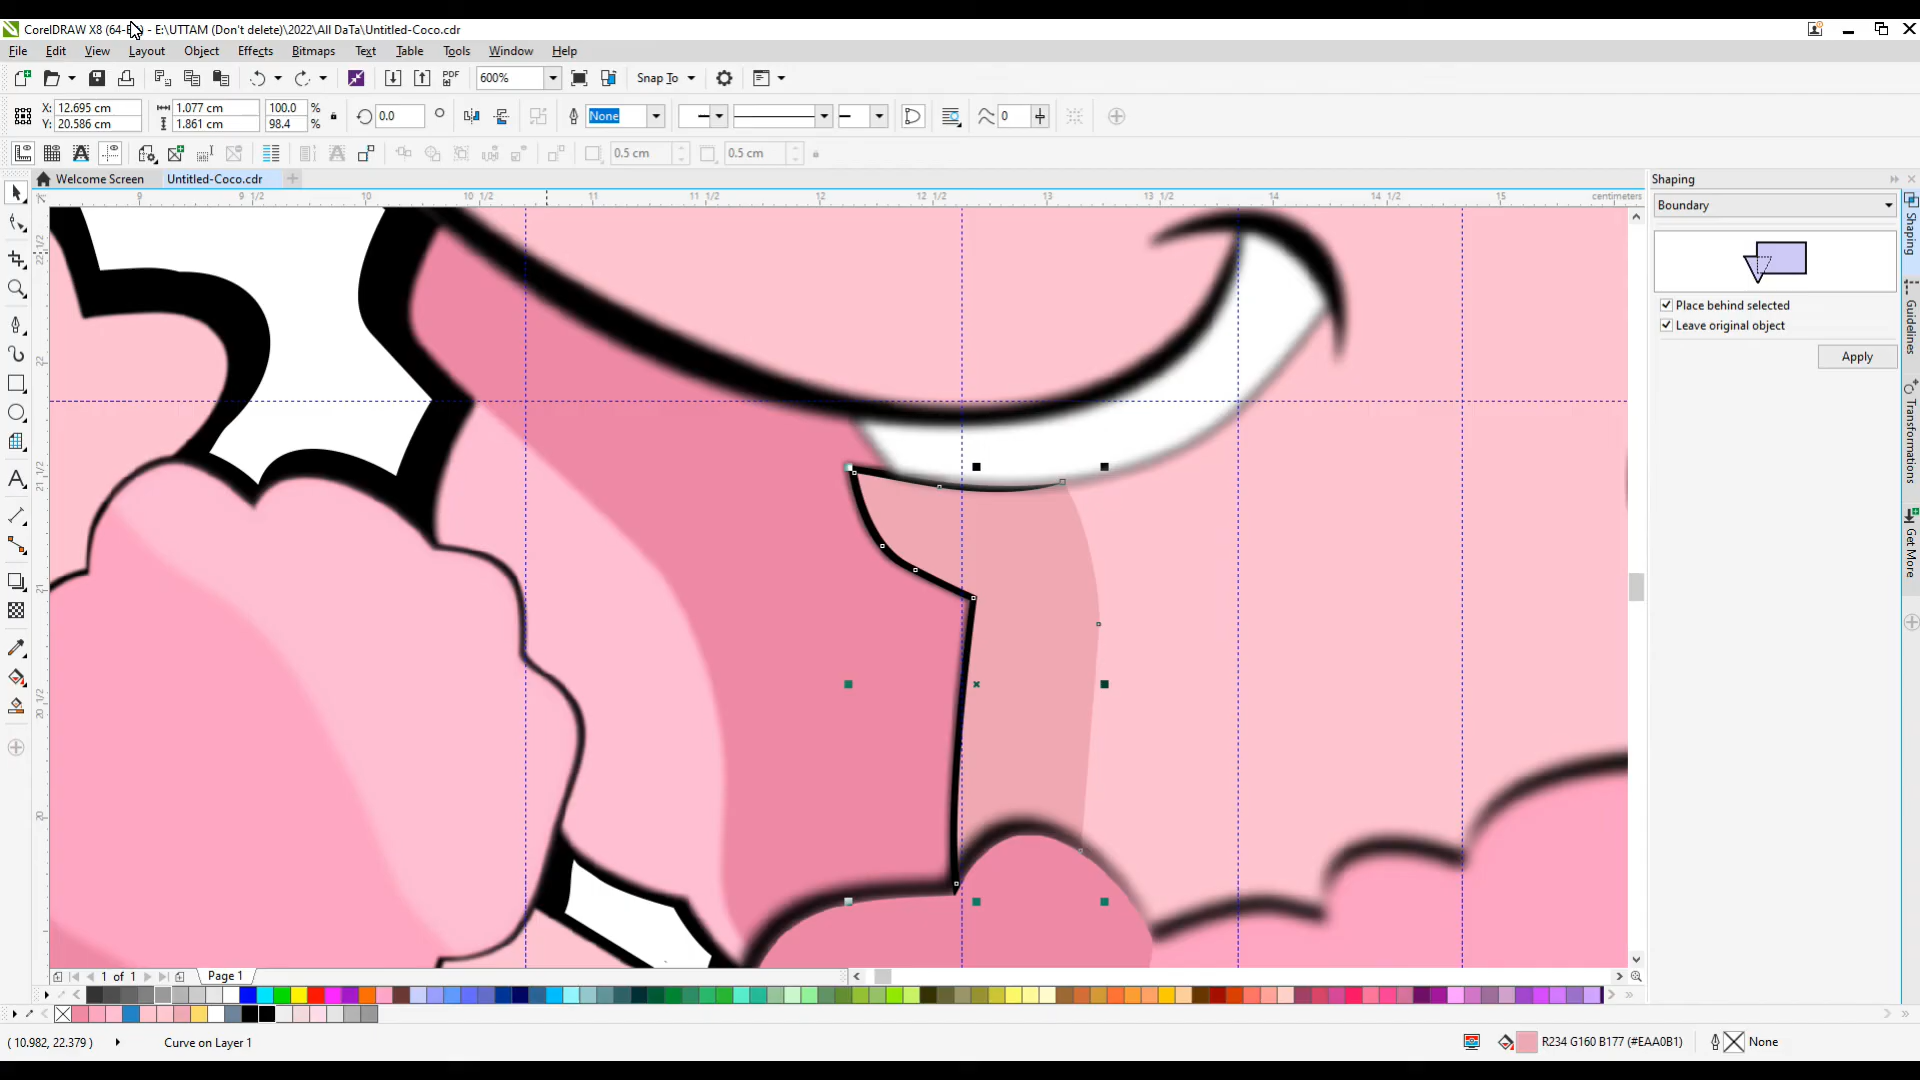 CorelDRAW X8 (64-Bit) - E:\UTTAM (Don't delete)\2022\All DaTa\Untitled-Coco.cdr
File Edit View Layout Object Effects Bitmaps Text Table Tools Window Help
PDF 600% Snap To
X: 12.695 cm 1.077 cm 100.0 % 0.0 None 0
Y: 20.586 cm 1.861 cm 98.4 %
0.5 cm 0.5 cm
Welcome Screen Untitled-Coco.cdr
9 9 1/2 10 10 1/2 11 11 1/2 12 12 1/2 13 13 1/2 14 14 1/2 15 centimeters
Shaping
Boundary
Place behind selected
Leave original object
Apply
Shaping
Guidelines
Transformations
Get More
1 of 1 Page 1
( 10.982, 22.379 ) Curve on Layer 1 R234 G160 B177 (#EAA0B1) None